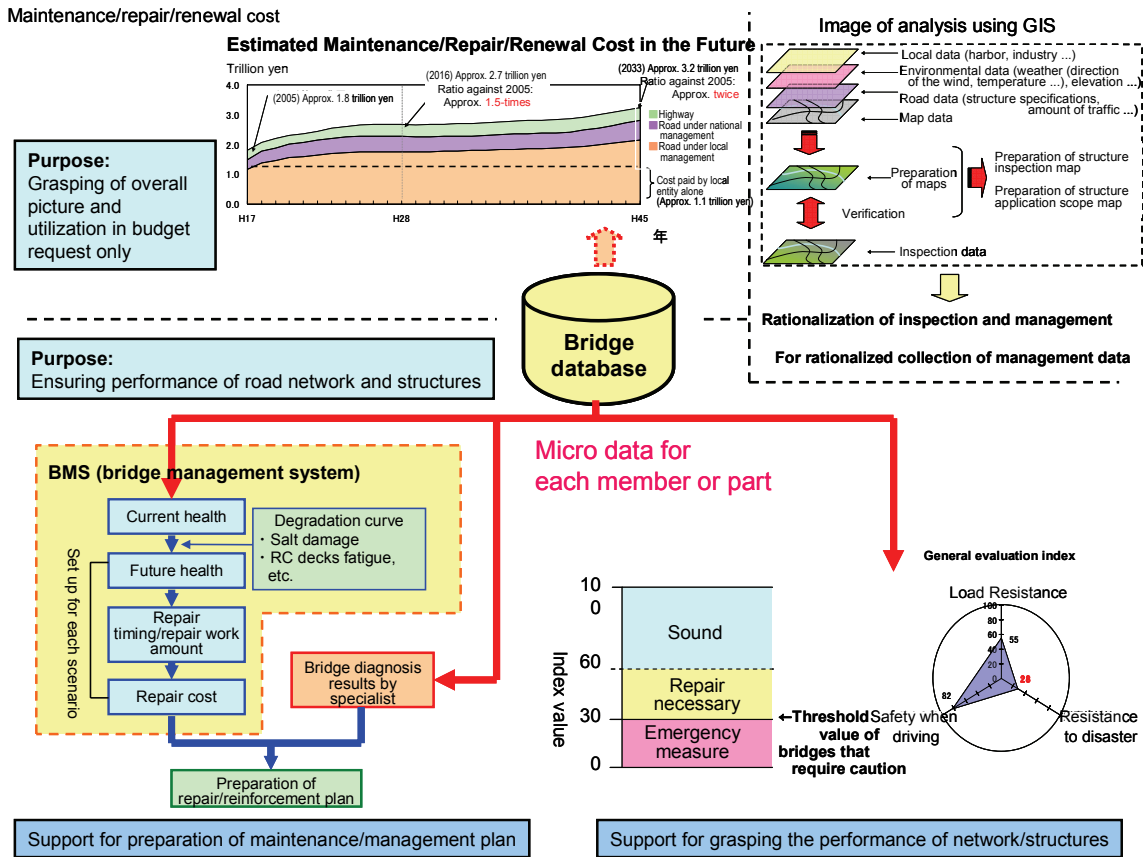 Maintenance/repair/renewal cost
Estimated Maintenance/Repair/Renewal Cost in the Future
Trillion yen
4.0
3.0
2.0
1.0
0.0
(2005) Approx. 1.8 trillion yen
(2016) Approx. 2.7 trillion yen
Ratio against 2005:
Approx. 1.5-times
(2033) Approx. 3.2 trillion yen
Ratio against 2005:
Approx. twice
Highway
Road under national
management
Road under local
management
Cost paid by local
entity alone
(Approx. 1.1 trillion yen)
H17
H28
H45
年
Purpose:
Grasping of overall
picture and
utilization in budget
request only
Image of analysis using GIS
Local data (harbor, industry ...)
Environmental data (weather (direction
of the wind, temperature ...), elevation ...)
Road data (structure specifications,
amount of traffic ...)
Map data
Preparation
of maps
Preparation of structure
inspection map
Preparation of structure
application scope map
Verification
Inspection data
Rationalization of inspection and management
For rationalized collection of management data
Bridge
database
Purpose:
Ensuring performance of road network and structures
Micro data for
each member or part
BMS (bridge management system)
Current health
Degradation curve
・Salt damage
・RC decks fatigue,
etc.
Future health
Repair
timing/repair work
amount
Repair cost
Set up for each scenario
Bridge diagnosis
results by
specialist
Preparation of
repair/reinforcement plan
Support for preparation of maintenance/management plan
Index value
10
0
60
30
0
Sound
Repair
necessary
Emergency
measure
←Threshold
value of
bridges that
require caution
General evaluation index
Load Resistance
100
80
60
40
20
0
55
28
82
Safety when
driving
Resistance
to disaster
Support for grasping the performance of network/structures